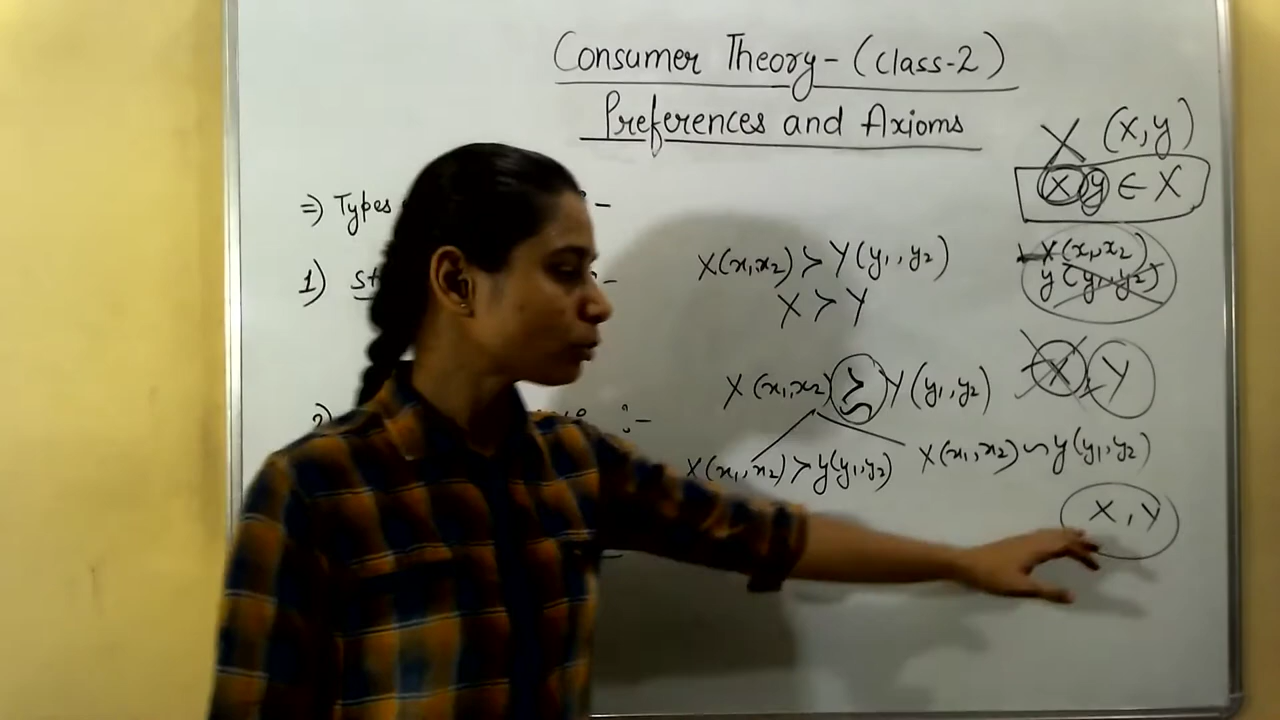 Consumer Theory - (Class-2)
Preferences and Axioms
X (x,y)
x y ∈ X
⇒) Types :-
X(x₁,x₂)
y(y₁,y₂)
1) St :-
X(x₁,x₂) ≻ Y(y₁,y₂)
X ≻ Y
X Y
2) :-
X(x₁,x₂) ≿ Y(y₁,y₂)
X(x₁,x₂) ≻ y(y₁,y₂) X(x₁,x₂) ~ y(y₁,y₂)
X, Y